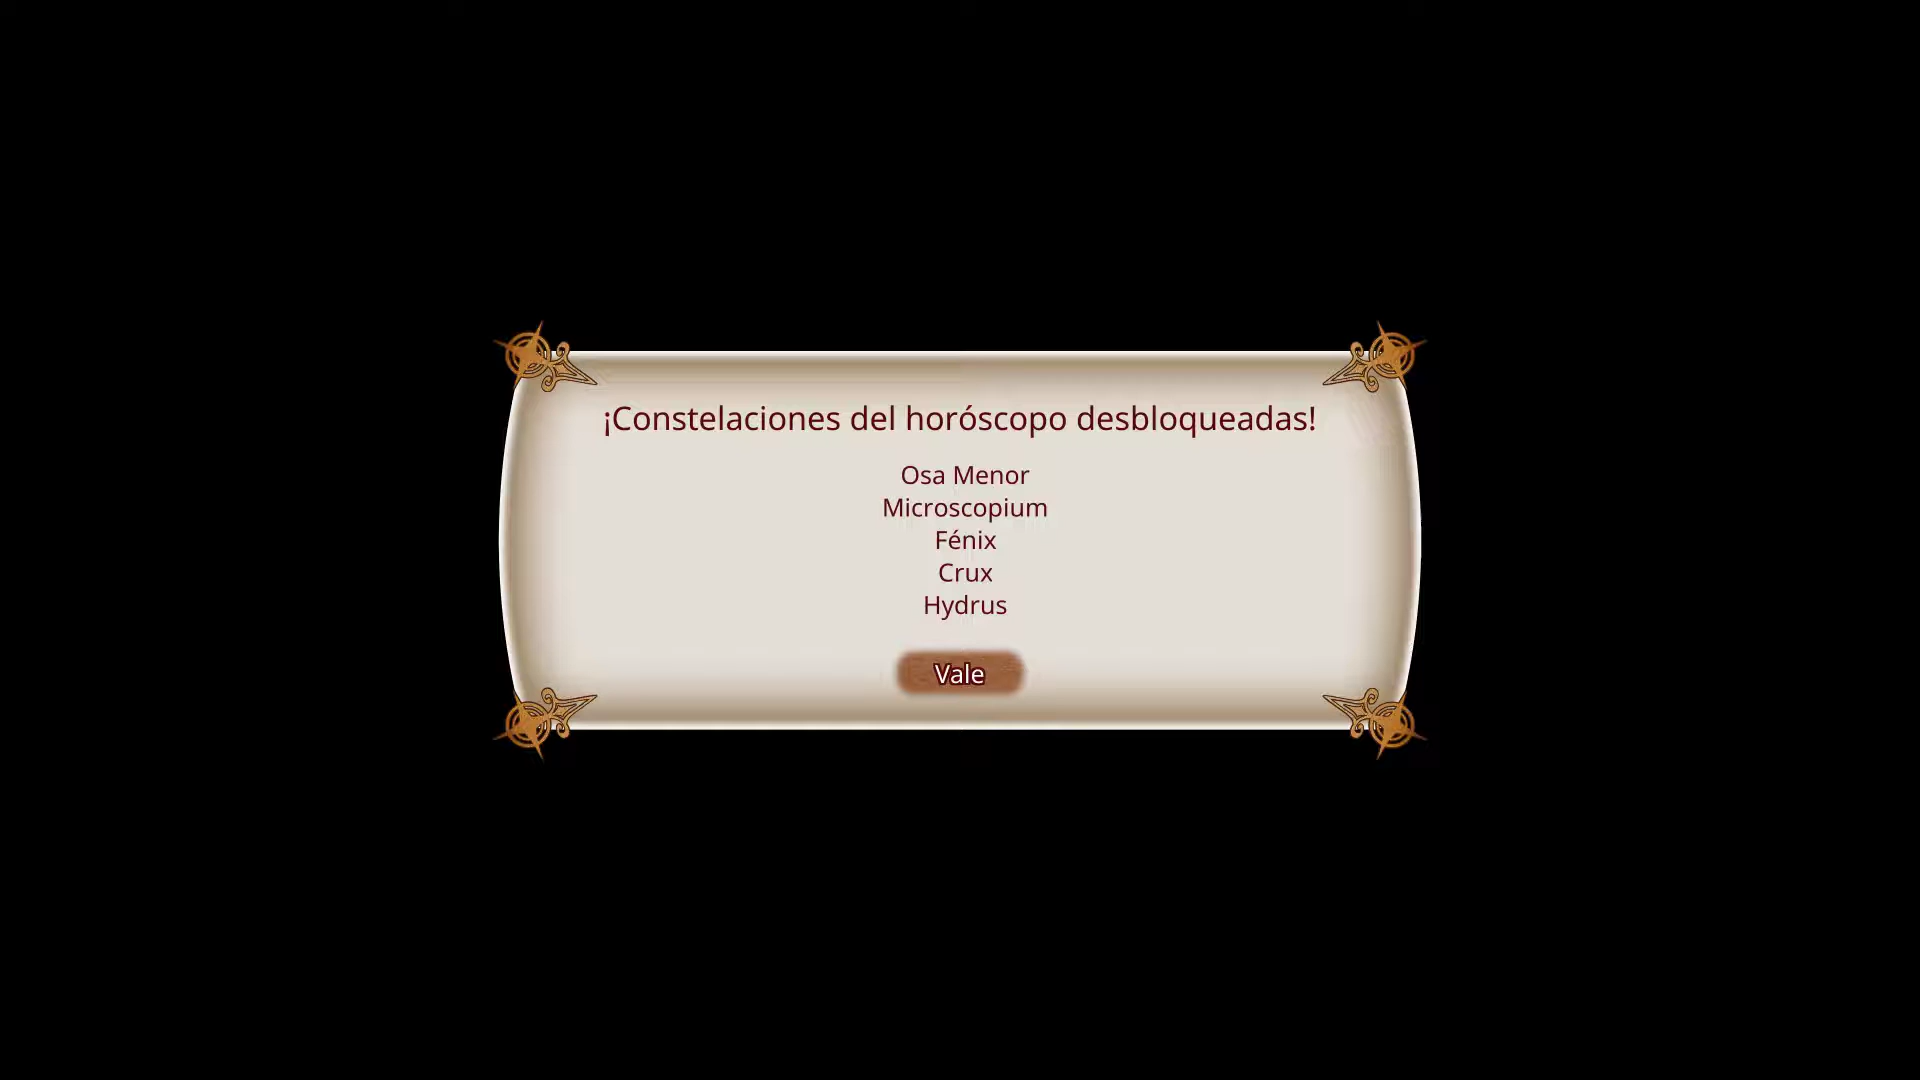 ¡Constelaciones del horóscopo desbloqueadas!
Osa Menor
Microscopium
Fénix
Crux
Hydrus
Vale